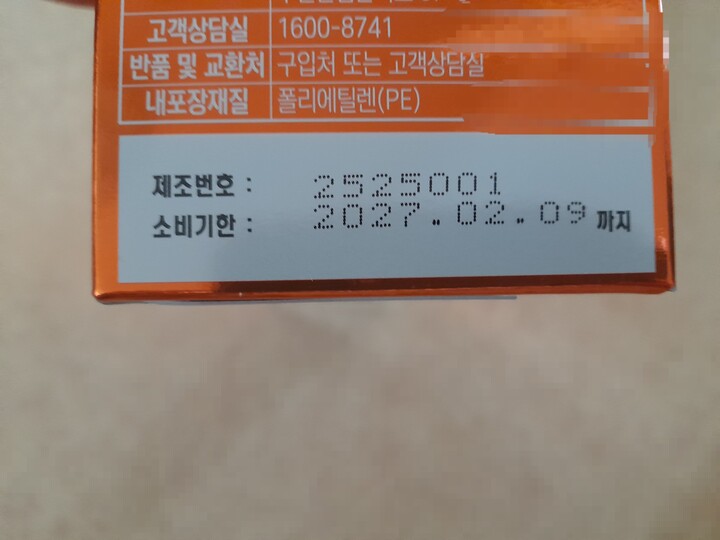 고객상담실 1600-8741
반품 및 교환처 구입처 또는 고객상담실
내포장재질 폴리에틸렌(PE)
제조번호 : 2525001
소비기한 : 2027.02.09 까지